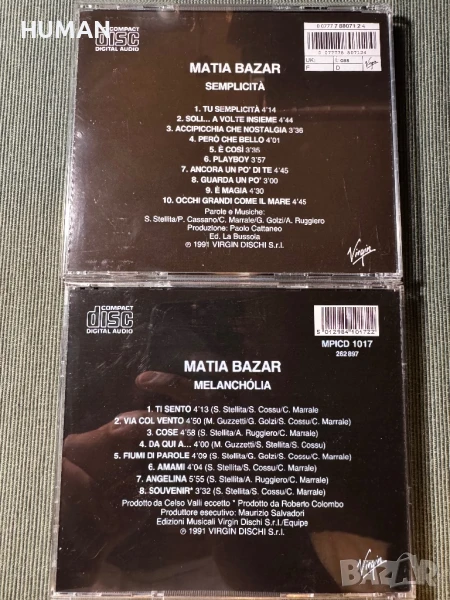 HUMAN
COMPACT
disc
DIGITAL AUDIO
MATIA BAZAR
SEMPLICITÀ
1. TU SEMPLICITÀ 4'14
2. SOLI... A VOLTE INSIEME 4'44
3. ACCIPICCHIA CHE NOSTALGIA 3'36
4. PERÒ CHE BELLO 4'01
5. È COSÌ 3'35
6. PLAYBOY 3'57
7. ANCORA UN PO' DI TE 4'45
8. GUARDA UN PO' 3'00
9. È MAGIA 4'30
10. OCCHI GRANDI COME IL MARE 4'45
Parole e Musiche:
S. Stellita/P. Cassano/C. Marrale/G. Golzi/A. Ruggiero
Produzione: Paolo Cattaneo
Ed. La Bussola
℗ 1991 VIRGIN DISCHI S.r.l.
Virgin
COMPACT
disc
DIGITAL AUDIO
5 012984 101722
MPICD 1017
262 897
MATIA BAZAR
MELANCHÓLIA
1. TI SENTO 4'13 (S. Stellita/S. Cossu/C. Marrale
2. VIA COL VENTO 4'50 (M. Guzzetti/G. Golzi/S. Cossu/C. Marrale)
3. COSE 4'58 (S. Stellita/A. Ruggiero/C. Marrale)
4. DA QUI A... 4'00 (M. Guzzetti/S. Stellita/S. Cossu)
5. FIUMI DI PAROLE 4'09 (S. Stellita/S. Cossu/C. Marrale)
6. AMAMI 4'04 (S. Stellita/S. Cossu/C. Marrale)
7. ANGELINA 5'55 (S. Stellita/A. Ruggiero/C. Marrale)
8. SOUVENIR* 3'32 (S. Stellita/S. Cossu/C. Marrale)
Prodotto da Celso Valli eccetto * Prodotto da Roberto Colombo
Produttore esecutivo: Maurizio Salvadori
Edizioni Musicali Virgin Dischi S.r.l./Equipe
℗ 1991 VIRGIN DISCHI S.r.l.
Virgin
BAZAR